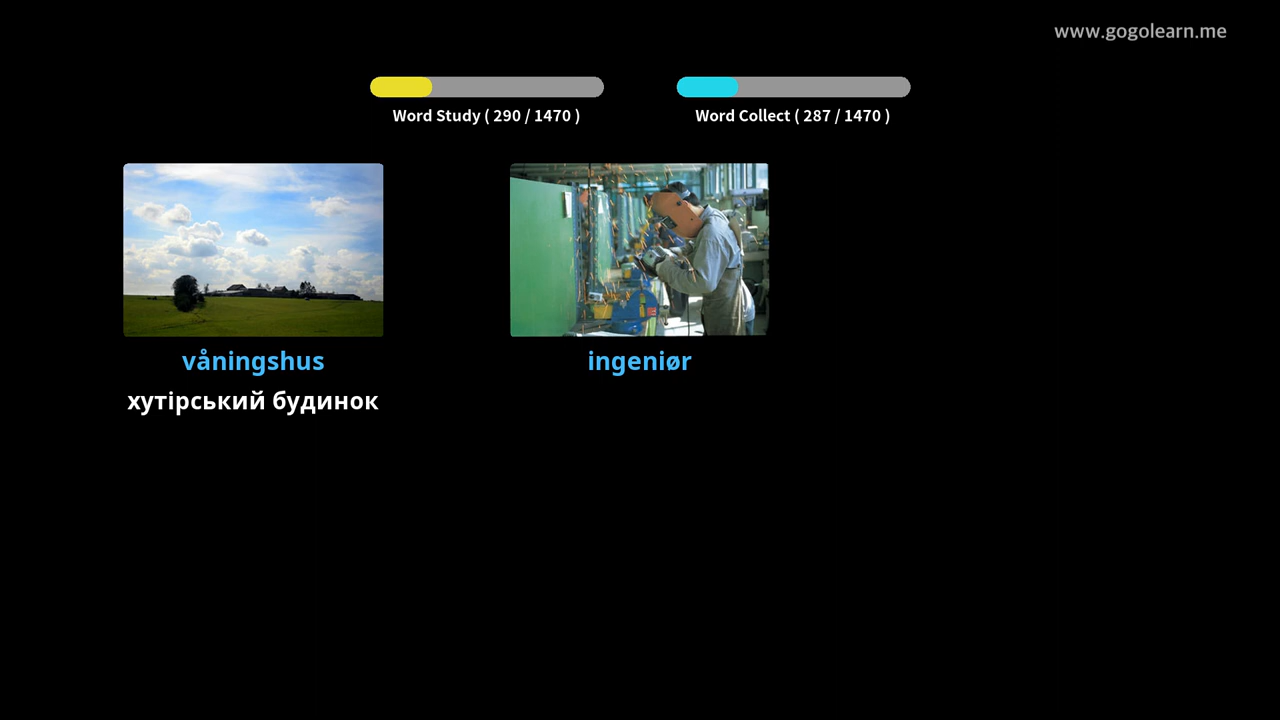 www.gogolearn.me
Word Study ( 290 / 1470 )
Word Collect ( 287 / 1470 )
våningshus
ingeniør
хутірський будинок